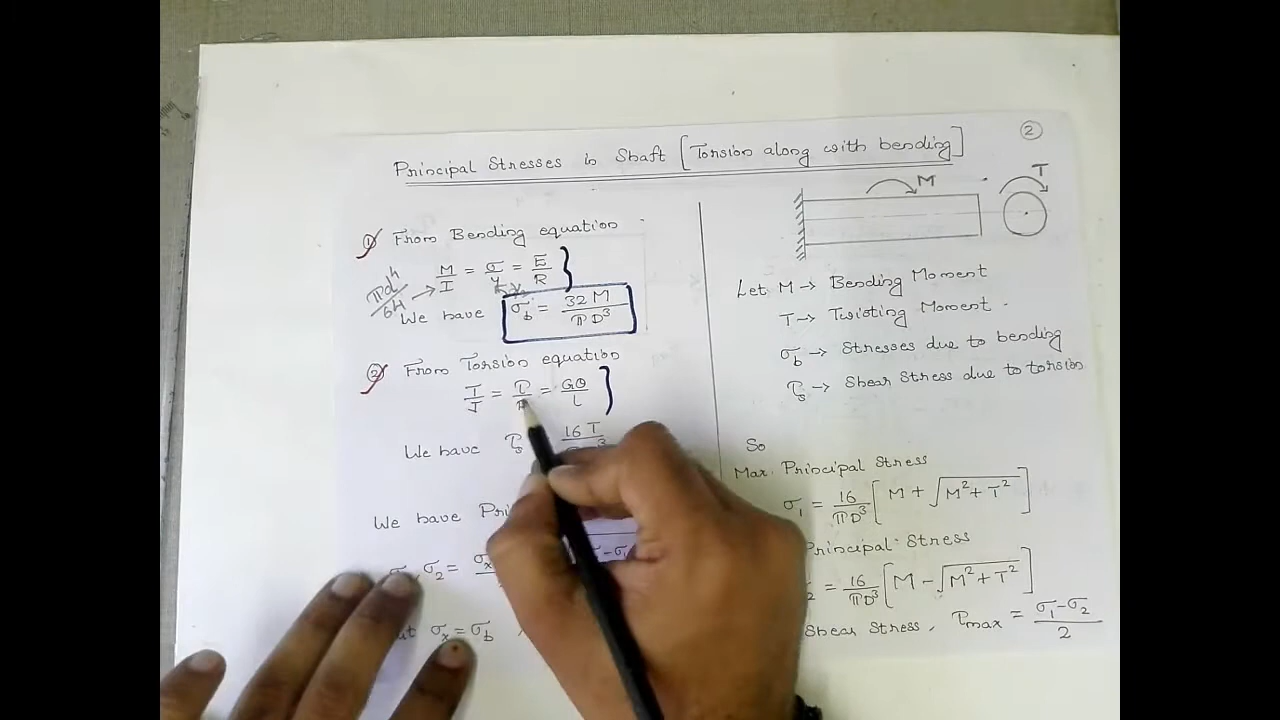 ②
Principal Stresses in Shaft [Torsion along with bending]
① From Bending equation
M/I = σ/y = E/R
πd⁴/64
We have σb = 32 M / πD³
② From Torsion equation
T/J = τ/R = Gθ/L
We have τs 16 T
We have
σ2 = σx
σx = σb
M
T
Let M → Bending Moment
T → Twisting Moment
σb → Stresses due to bending
τs → Shear Stress due to torsion
So
Max. Principal Stress
σ1 = 16/πD³ [M + √M² + T²]
Principal Stress
2 = 16/πD³ [M - √M² + T²]
Shear Stress, τmax = σ1 - σ2 / 2